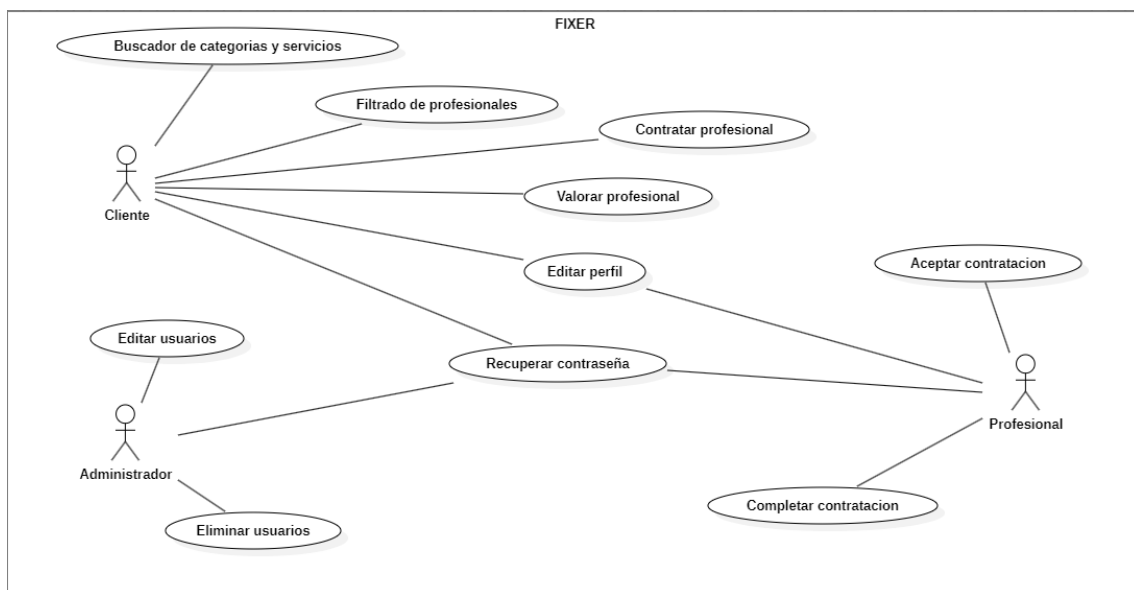 FIXER
Buscador de categorias y servicios
Filtrado de profesionales
Contratar profesional
Cliente
Valorar profesional
Editar perfil
Aceptar contratacion
Editar usuarios
Recuperar contraseña
Profesional
Administrador
Completar contratacion
Eliminar usuarios